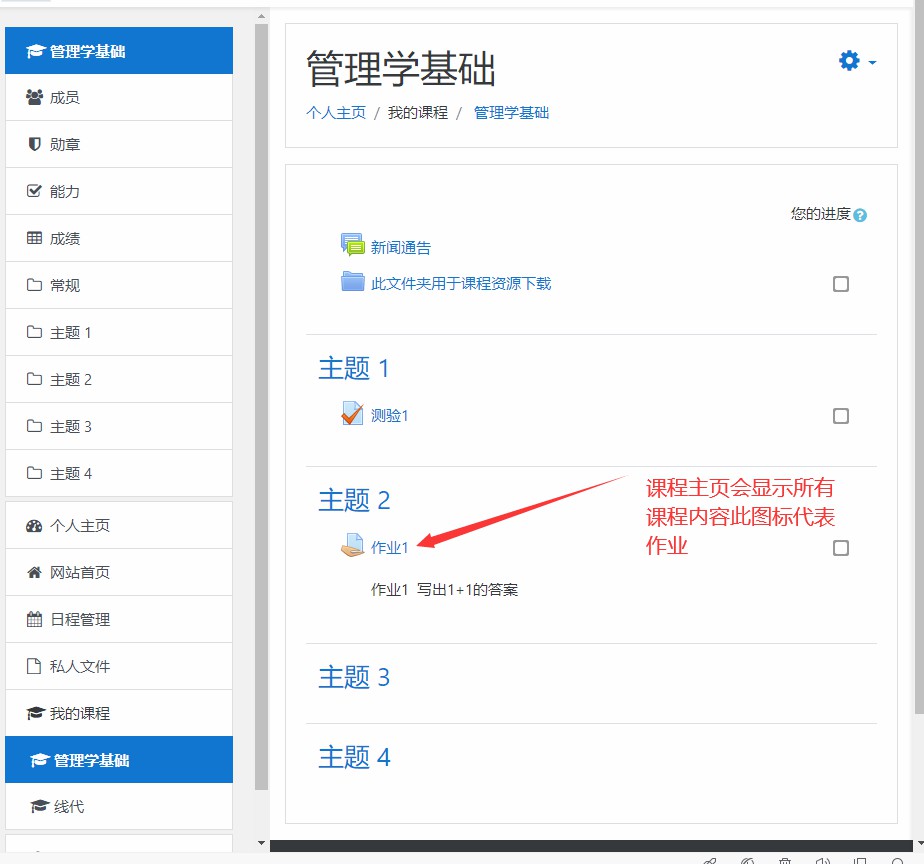 管理学基础
成员
勋章
能力
成绩
常规
主题 1
主题 2
主题 3
主题 4
个人主页
网站首页
日程管理
私人文件
我的课程
管理学基础
线代
管理学基础
个人主页 / 我的课程 / 管理学基础
您的进度
新闻通告
此文件夹用于课程资源下载
主题 1
测验1
主题 2
课程主页会显示所有
课程内容此图标代表
作业
作业1
作业1 写出1+1的答案
主题 3
主题 4